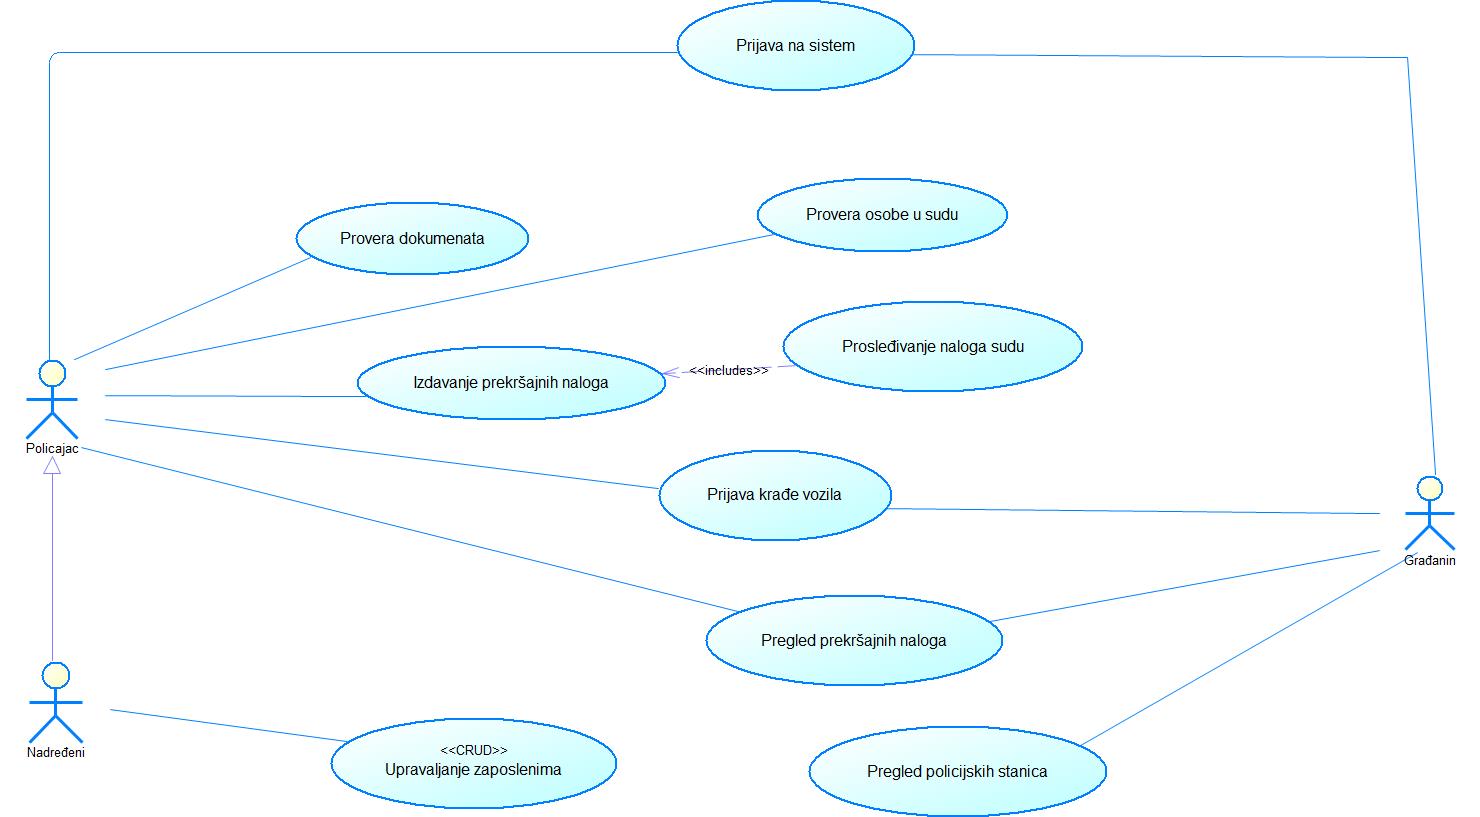 Prijava na sistem
Provera osobe u sudu
Provera dokumenata
Prosleđivanje naloga sudu
<<includes>>
Izdavanje prekršajnih naloga
Policajac
Prijava krađe vozila
Građanin
Pregled prekršajnih naloga
Nadređeni
<<CRUD>>
Upravaljanje zaposlenima
Pregled policijskih stanica